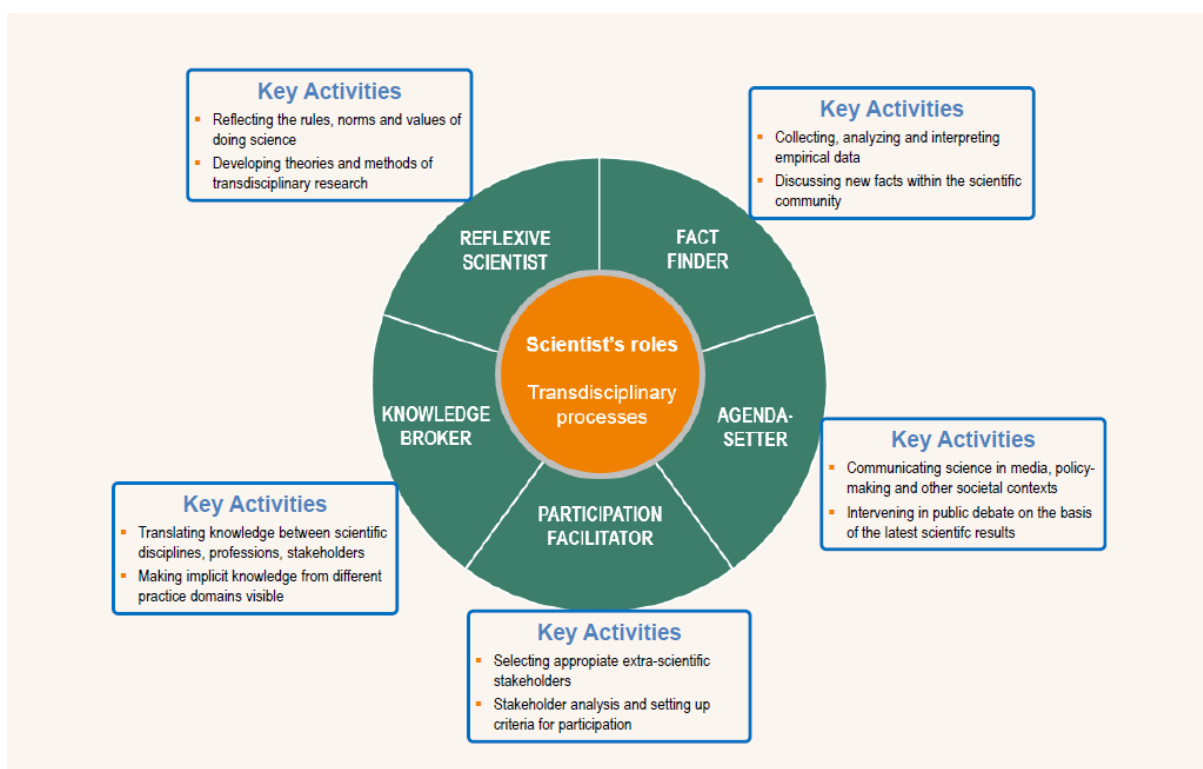 Key Activities
Reflecting the rules, norms and values of
doing science
Developing theories and methods of
transdisciplinary research
Key Activities
Collecting, analyzing and interpreting
empirical data
Discussing new facts within the scientific
community
REFLEXIVE
SCIENTIST
FACT
FINDER
Scientist's roles
Transdisciplinary
processes
KNOWLEDGE
BROKER
AGENDA-
SETTER
PARTICIPATION
FACILITATOR
Key Activities
Communicating science in media, policy-
making and other societal contexts
Intervening in public debate on the basis
of the latest scientifc results
Key Activities
Translating knowledge between scientific
disciplines, professions, stakeholders
Making implicit knowledge from different
practice domains visible
Key Activities
Selecting appropiate extra-scientific
stakeholders
Stakeholder analysis and setting up
criteria for participation